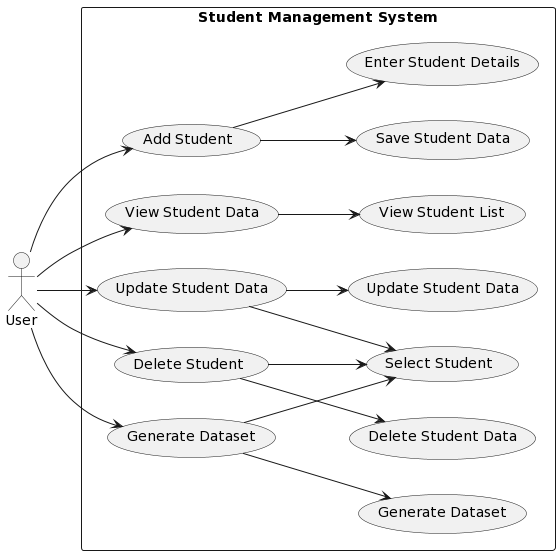 Student Management System
Enter Student Details
Add Student
Save Student Data
View Student Data
View Student List
User
Update Student Data
Update Student Data
Delete Student
Select Student
Generate Dataset
Delete Student Data
Generate Dataset